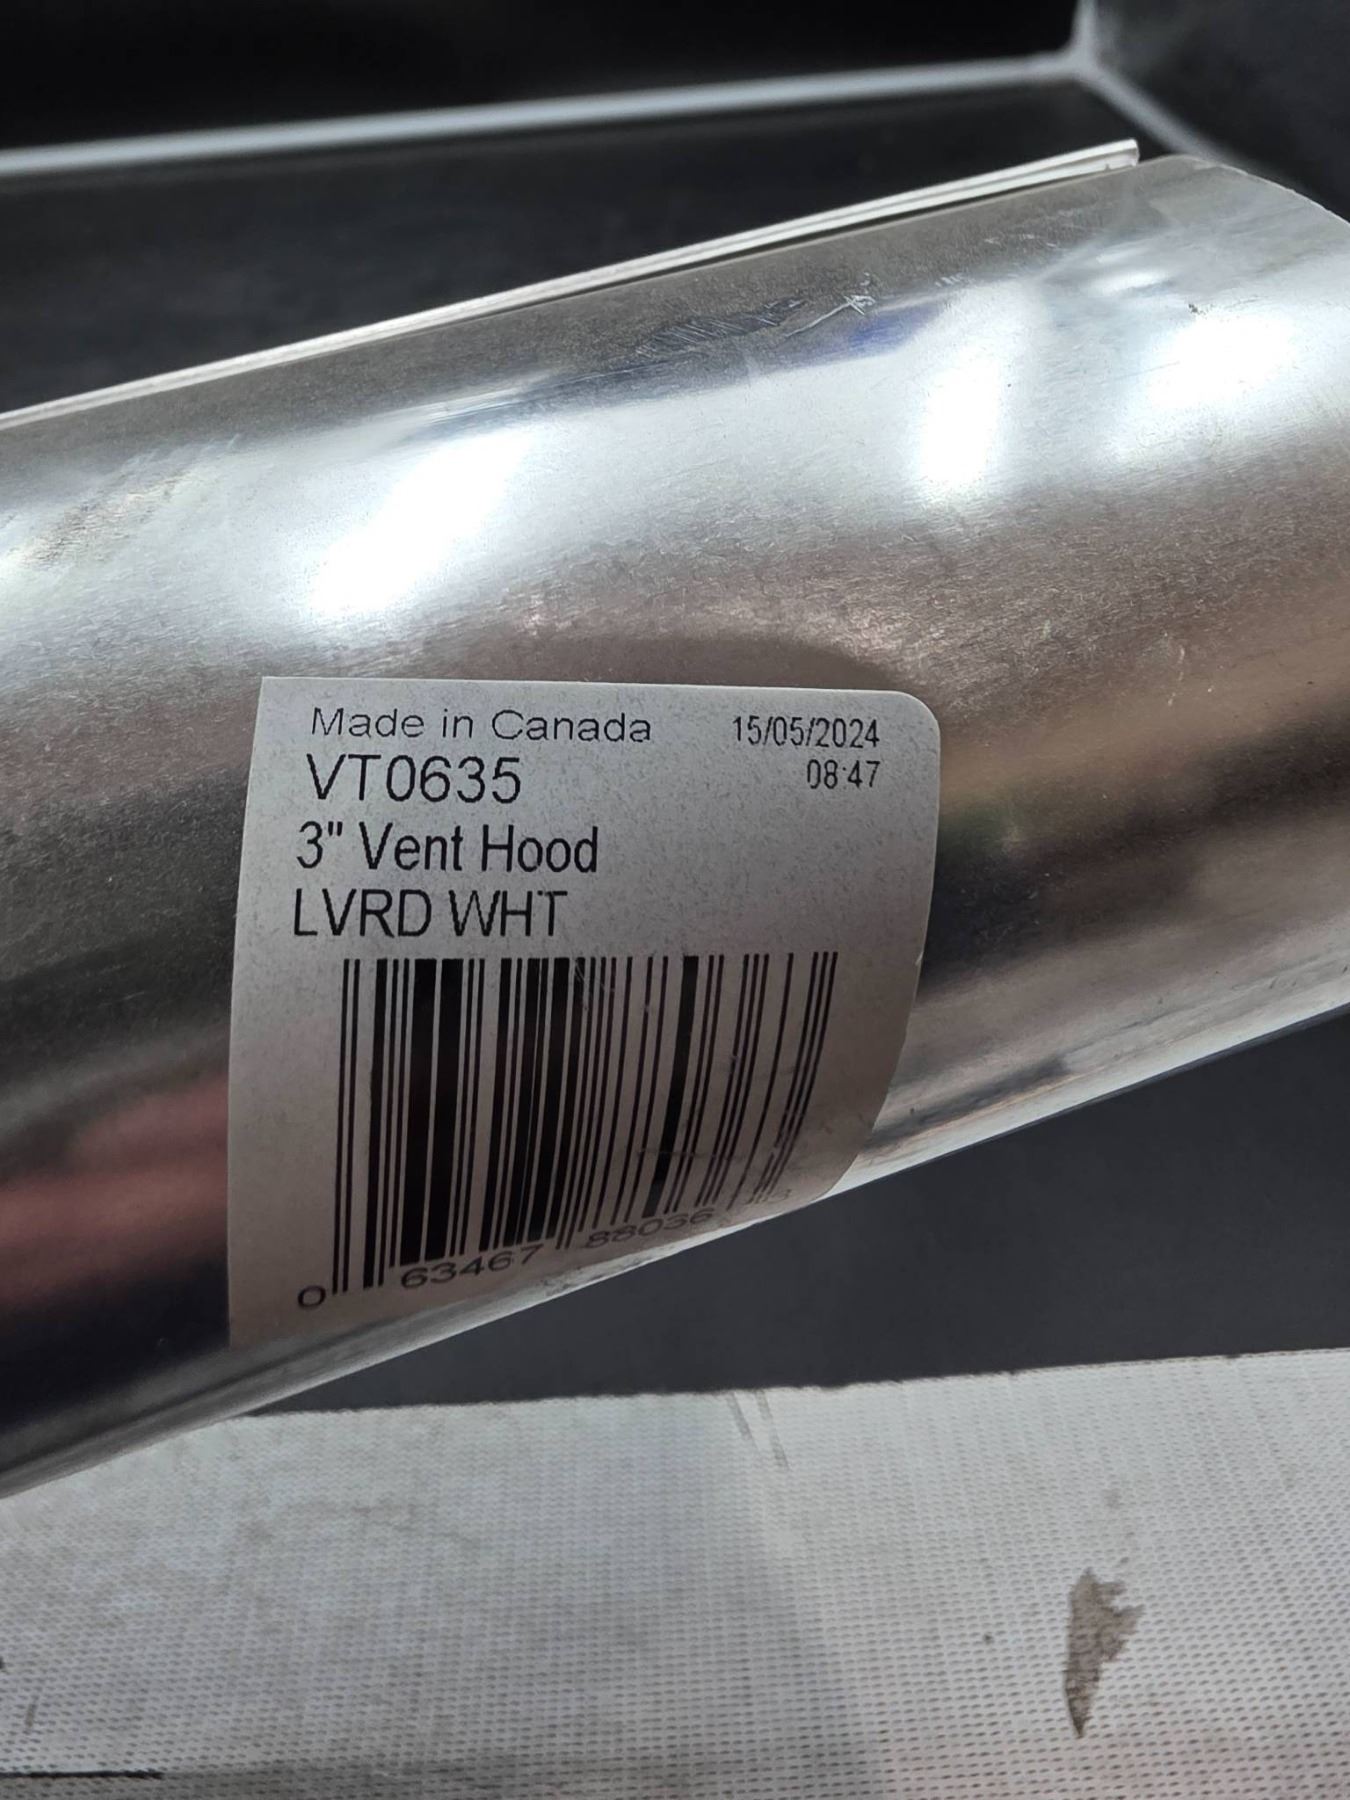 Made in Canada 15/05/2024
VT0635 08:47
3" Vent Hood
LVRD WHT
0 63467 88036